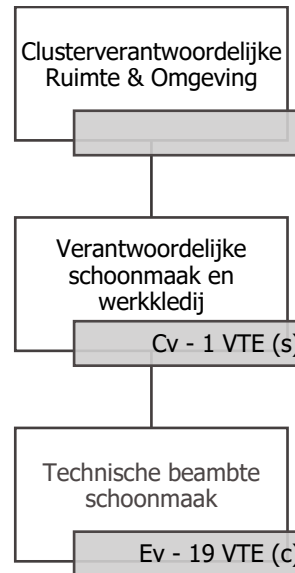 Clusterverantwoordelijke
Ruimte & Omgeving
Verantwoordelijke
schoonmaak en
werkkledij
Cv - 1 VTE (s)
Technische beambte
schoonmaak
Ev - 19 VTE (c)